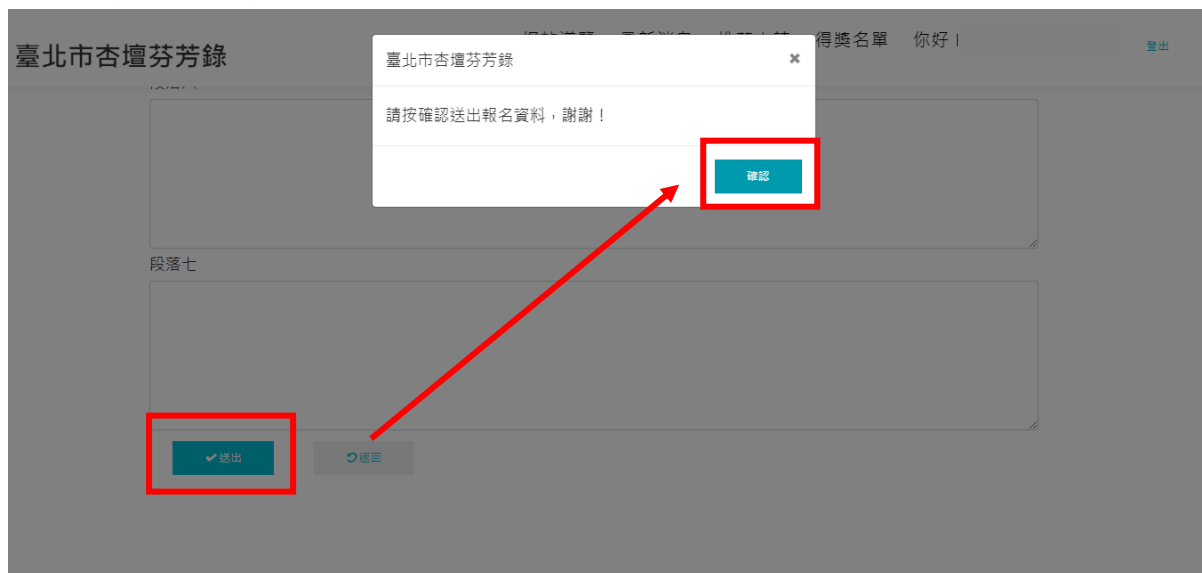 臺北市杏壇芬芳錄
得獎名單
你好
登出
臺北市杏壇芬芳錄
×
請按確認送出報名資料，謝謝！
確認
段落七
送出
返回